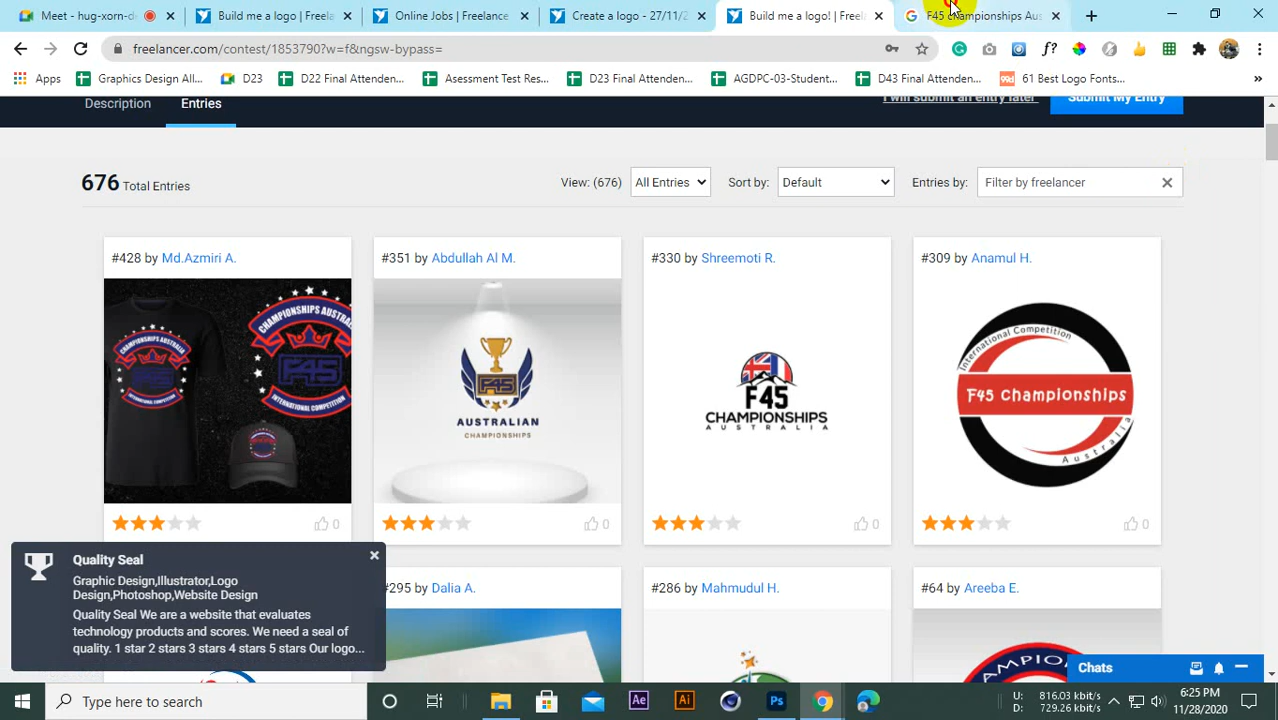 Meet - hug-xorn-d
Build me a logo | Freela
Online Jobs | Freelance
Create a logo - 27/11/2
Build me a logo! | Freel
F45 championships Aus
freelancer.com/contest/1853790?w=f&ngsw-bypass=
Apps
Graphics Design All...
D23
D22 Final Attenden...
Asessment Test Res...
D23 Final Attenden...
AGDPC-03-Student...
D43 Final Attenden...
61 Best Logo Fonts...
Description
Entries
I will submit an entry later
Submit My Entry
676 Total Entries
View: (676)
All Entries
Sort by:
Default
Entries by:
Filter by freelancer
#428 by Md.Azmiri A.
#351 by Abdullah Al M.
#330 by Shreemoti R.
#309 by Anamul H.
CHAMPIONSHIPS AUSTRALIA
F45
INTERNATIONAL COMPETITION
CHAMPIONSHIPS AUSTRA
F45
INTERNATIONAL COMPETITION
F45
AUSTRALIAN
CHAMPIONSHIPS
F45
CHAMPIONSHIPS
AUSTRALIA
International Competition
F45 Championships
Australia
0
0
0
0
Quality Seal
Graphic Design,Illustrator,Logo
Design,Photoshop,Website Design
Quality Seal We are a website that evaluates
technology products and scores. We need a seal of
quality. 1 star 2 stars 3 stars 4 stars 5 stars Our logo...
#295 by Dalia A.
#286 by Mahmudul H.
#64 by Areeba E.
Chats
Type here to search
U: 816.03 kbit/s
D: 729.26 kbit/s
6:25 PM
11/28/2020